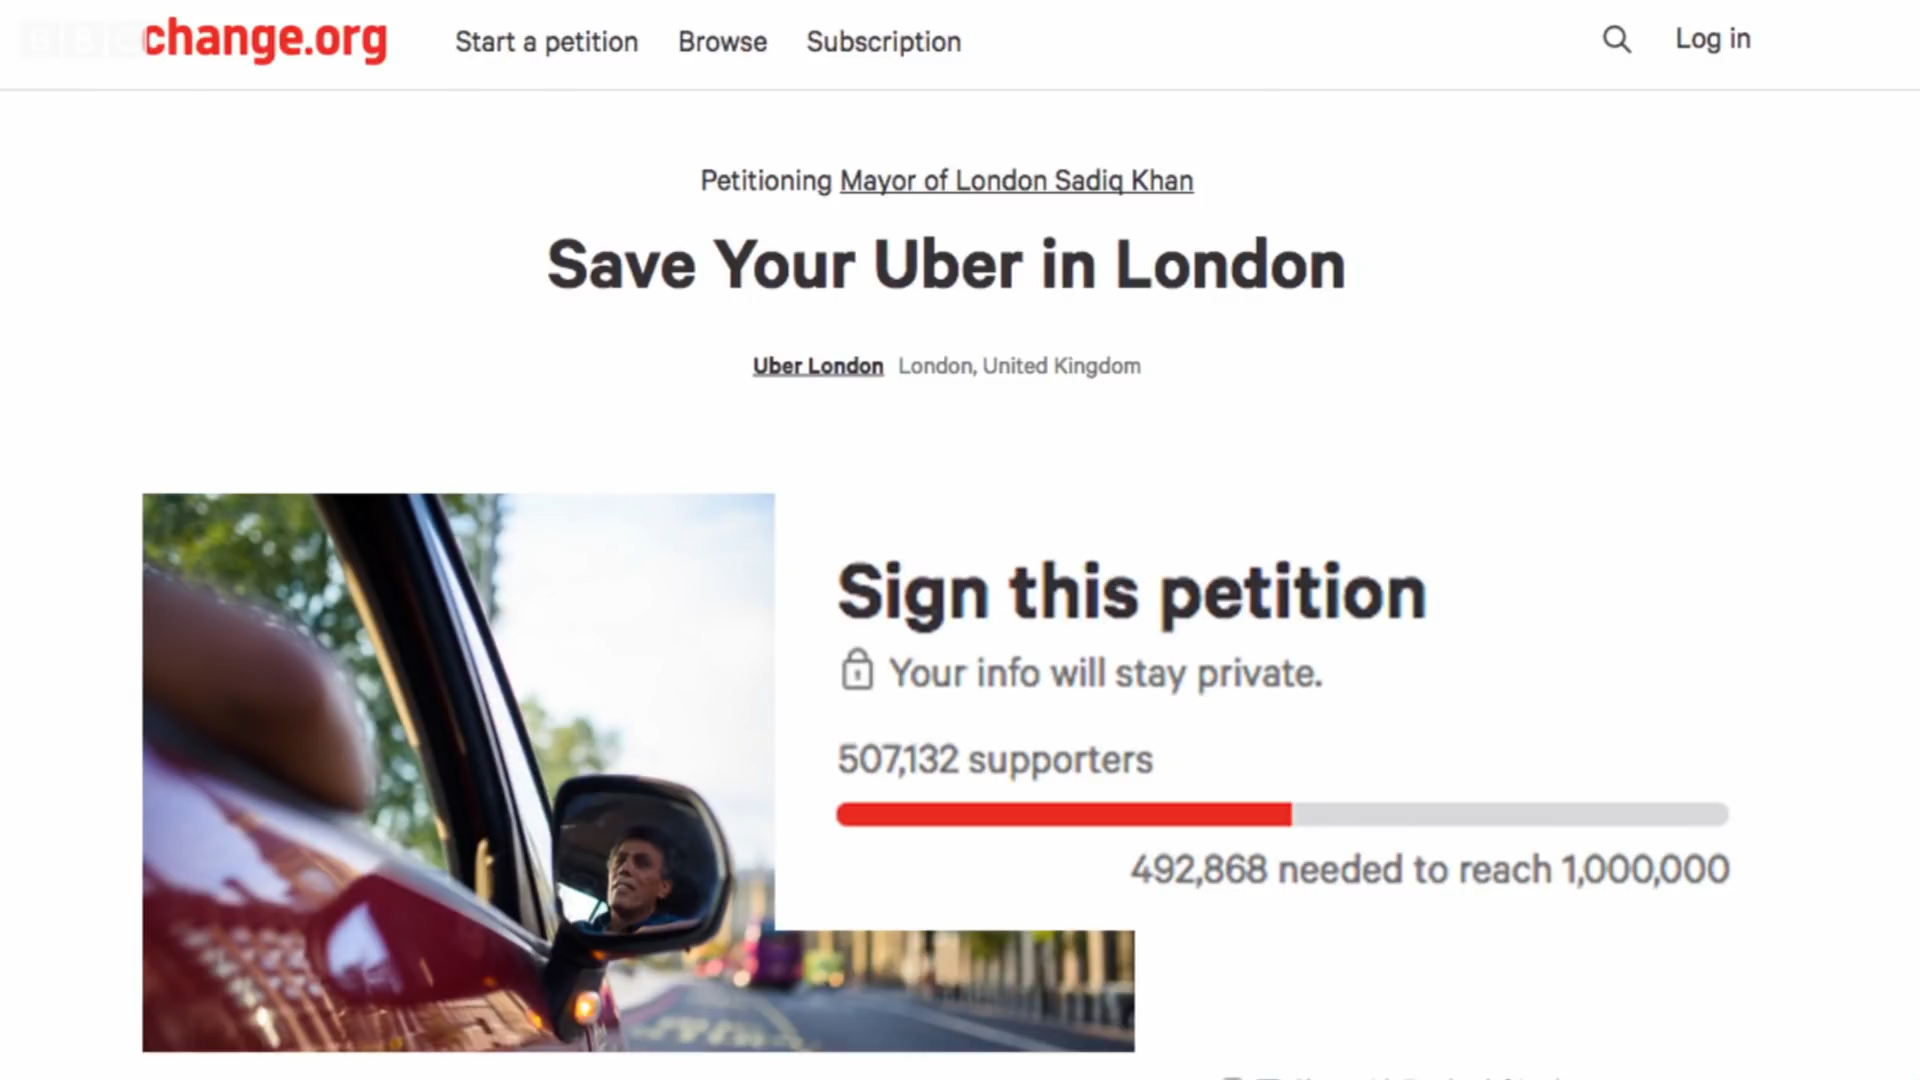 BBC
change.org
Start a petition
Browse
Subscription
Log in
Petitioning Mayor of London Sadiq Khan
Save Your Uber in London
Uber London London, United Kingdom
Sign this petition
Your info will stay private.
507,132 supporters
492,868 needed to reach 1,000,000